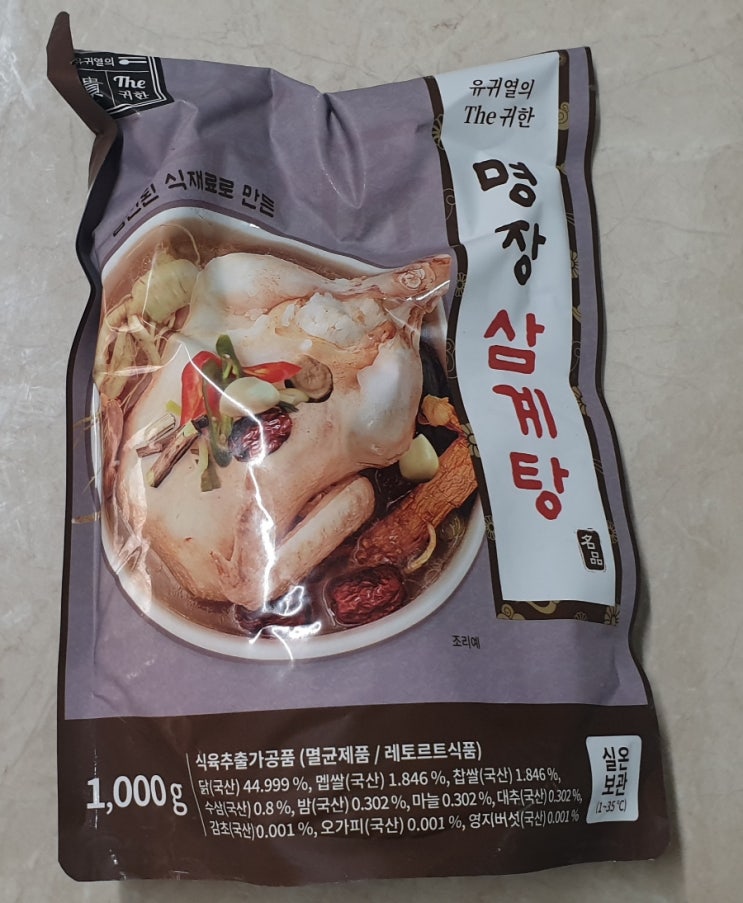 유귀열의
貴 The
귀한
식재료로 만든
유귀열의
The 귀한
명장
삼계탕
名品
조리예
1,000g
식육추출가공품 (멸균제품 / 레토르트식품)
닭(국산) 44.999 %, 멥쌀(국산) 1.846 %, 찹쌀(국산) 1.846 %,
수삼(국산) 0.8 %, 밤(국산) 0.302 %, 마늘 0.302 %, 대추(국산) 0.302 %,
감초(국산) 0.001 %, 오가피(국산) 0.001 %, 영지버섯(국산) 0.001 %
실온
보관
(1~35 ℃)